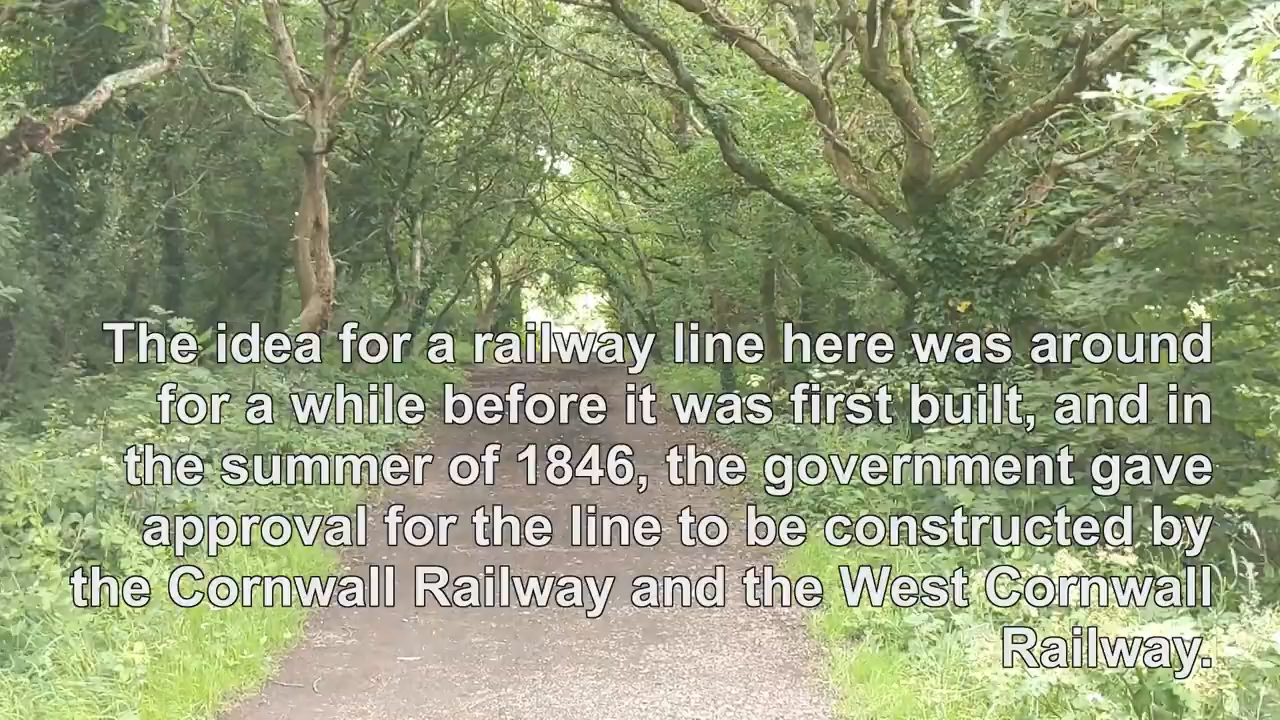 The idea for a railway line here was around
for a while before it was first built, and in
the summer of 1846, the government gave
approval for the line to be constructed by
the Cornwall Railway and the West Cornwall
Railway.